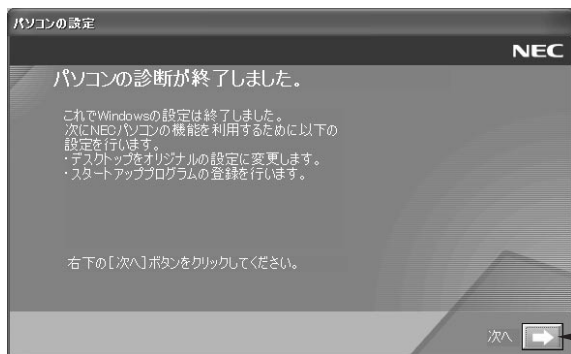 パソコンの設定
NEC
パソコンの診断が終了しました。
これでWindowsの設定は終了しました。
次にNECパソコンの機能を利用するために以下の
設定を行います。
・デスクトップをオリジナルの設定に変更します。
・スタートアッププログラムの登録を行います。
右下の[次へ]ボタンをクリックしてください。
次へ